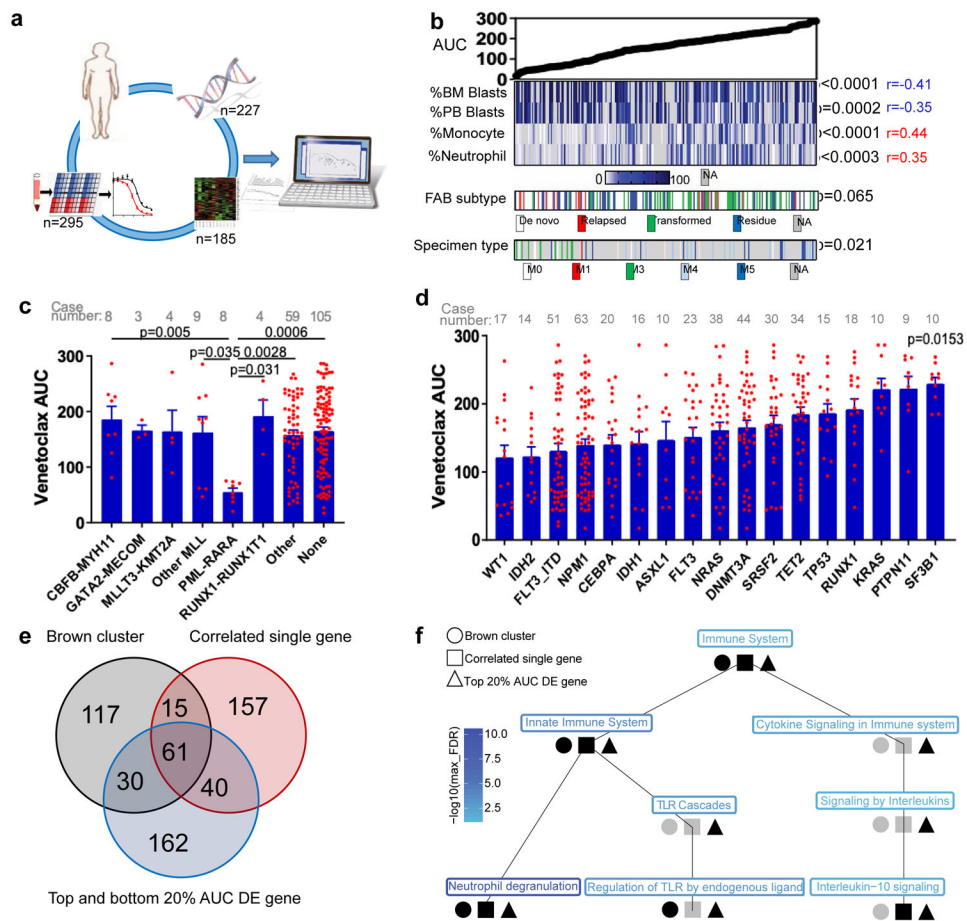 a
n=227
n=295
n=185
b
AUC
300
200
100
0
%BM Blasts
p<0.0001 r=-0.41
%PB Blasts
p=0.0002 r=-0.35
%Monocyte
p<0.0001 r=0.44
%Neutrophil
p<0.0003 r=0.35
0 100 NA
FAB subtype
p=0.065
De novo Relapsed Transformed Residue NA
Specimen type
p=0.021
M0 M1 M3 M4 M5 NA
c
Case
number: 8 3 4 9 8 4 59 105
p=0.005 0.0006
p=0.035 0.0028
p=0.031
Venetoclax AUC
300
200
100
0
CBFB-MYH11
GATA2-MECOM
MLLT3-KMT2A
Other MLL
PML-RARA
RUNX1-RUNX1T1
Other
None
d
Case
number: 17 14 51 63 20 16 10 23 38 44 30 34 15 18 10 9 10
p=0.0153
Venetoclax AUC
300
200
100
0
WT1
IDH2
FLT3_ITD
NPM1
CEBPA
IDH1
ASXL1
FLT3
NRAS
DNMT3A
SRSF2
TET2
TP53
RUNX1
KRAS
PTPN11
SF3B1
e
Brown cluster
Correlated single gene
117
15
157
61
30
40
162
Top and bottom 20% AUC DE gene
f
Brown cluster
Correlated single gene
Top 20% AUC DE gene
−log10(max_FDR)
10.0
7.5
5.0
2.5
Immune System
Innate Immune System
Cytokine Signaling in Immune system
TLR Cascades
Signaling by Interleukins
Neutrophil degranulation
Regulation of TLR by endogenous ligand
Interleukin−10 signaling